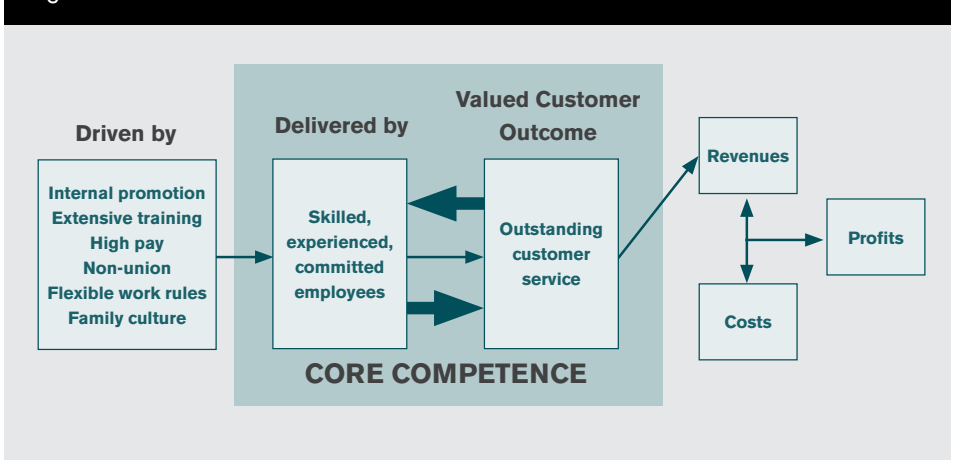 Driven by
Internal promotion
Extensive training
High pay
Non-union
Flexible work rules
Family culture
Delivered by
Skilled,
experienced,
committed
employees
Valued Customer
Outcome
Outstanding
customer
service
CORE COMPETENCE
Revenues
Costs
Profits